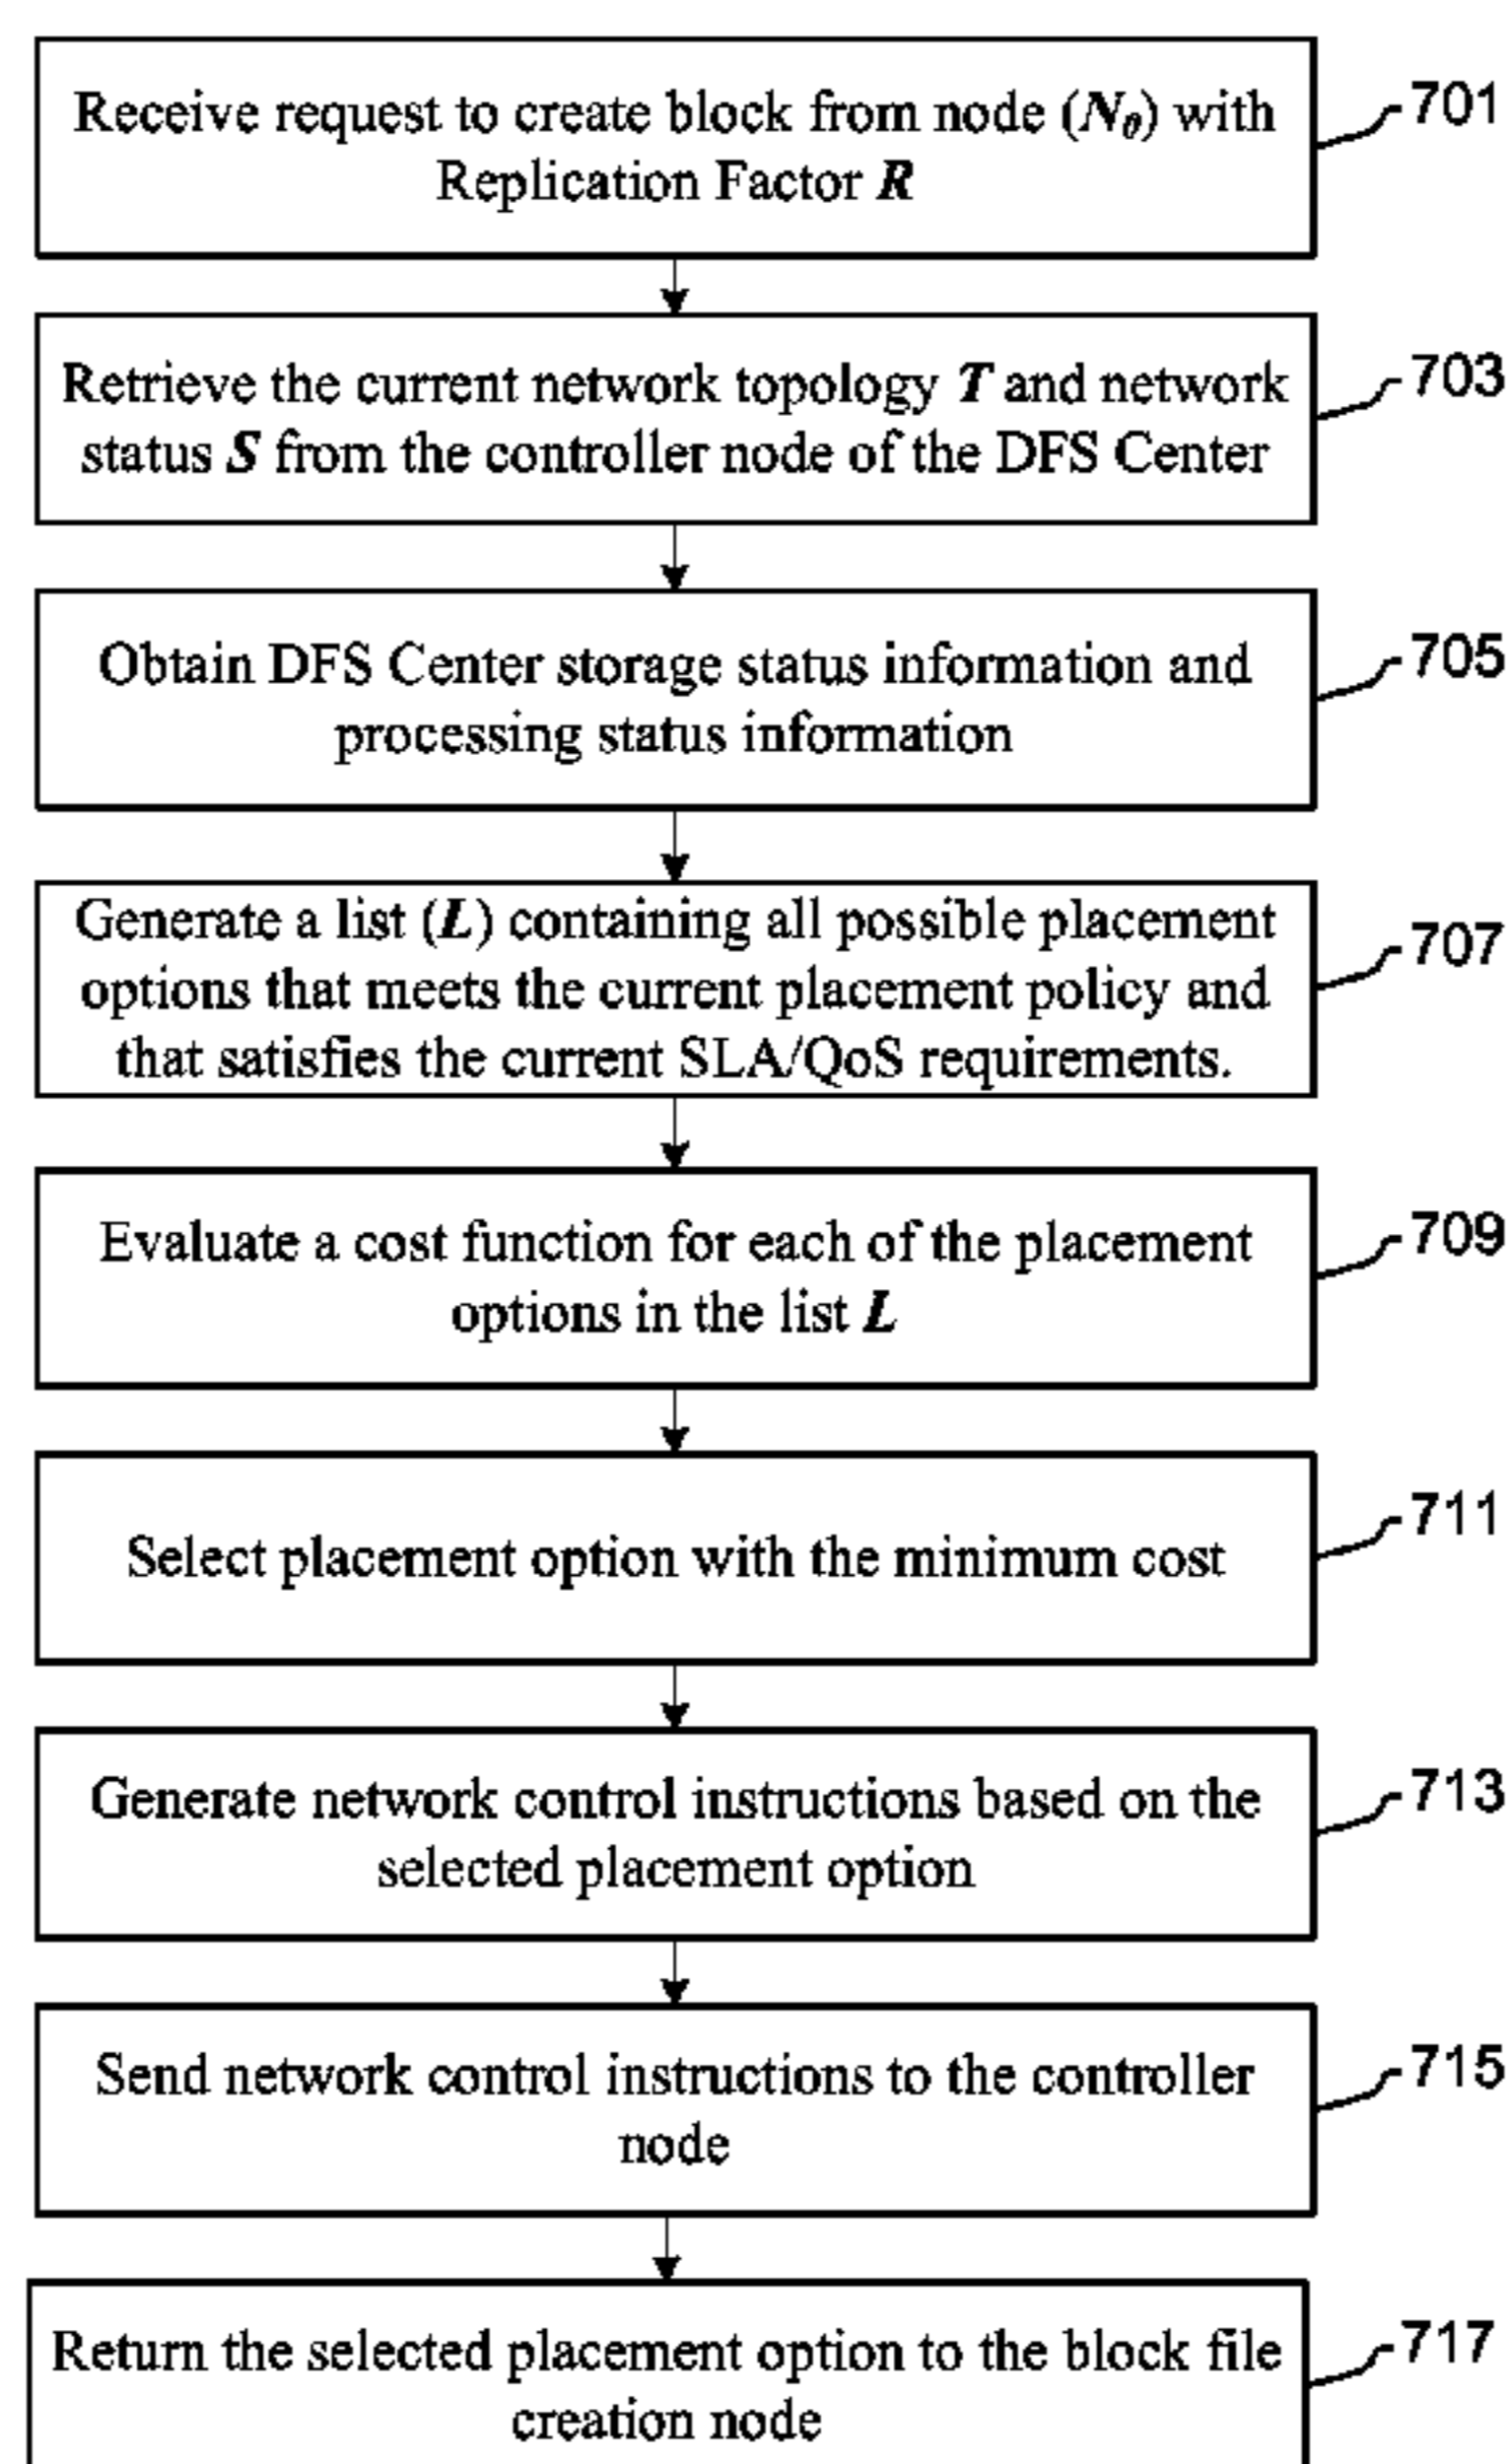 Receive request to create block from node (N0) with
Replication Factor R
701
Retrieve the current network topology T and network
status S from the controller node of the DFS Center
703
Obtain DFS Center storage status information and
processing status information
705
Generate a list (L) containing all possible placement
options that meets the current placement policy and
that satisfies the current SLA/QoS requirements.
707
Evaluate a cost function for each of the placement
options in the list L
709
Select placement option with the minimum cost
711
Generate network control instructions based on the
selected placement option
713
Send network control instructions to the controller
node
715
Return the selected placement option to the block file
creation node
717